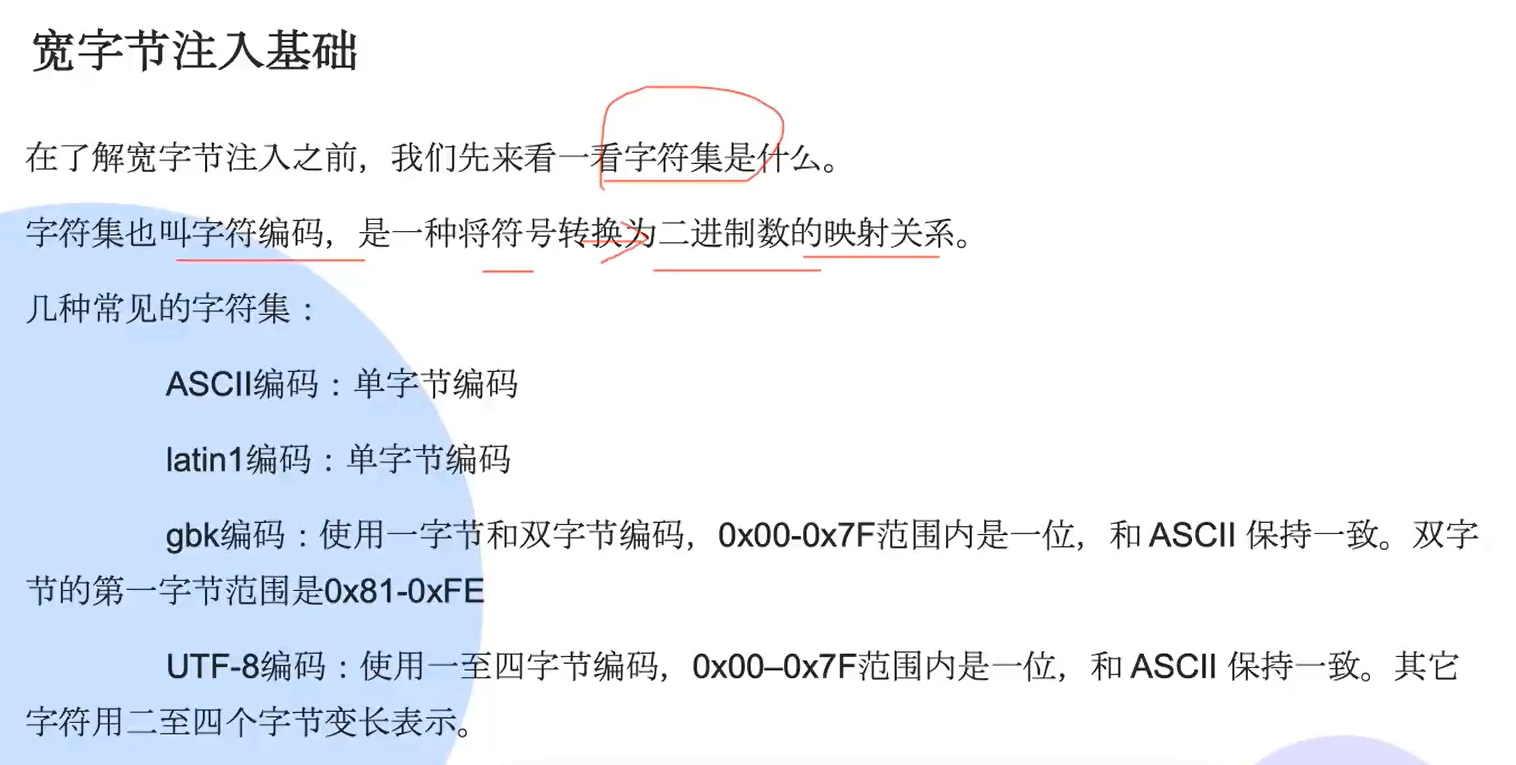 宽字节注入基础
在了解宽字节注入之前，我们先来看一看字符集是什么。
字符集也叫字符编码，是一种将符号转换为二进制数的映射关系。
几种常见的字符集：
ASCII编码：单字节编码
latin1编码：单字节编码
gbk编码：使用一字节和双字节编码，0x00-0x7F范围内是一位，和 ASCII 保持一致。双字
节的第一字节范围是0x81-0xFE
UTF-8编码：使用一至四字节编码，0x00–0x7F范围内是一位，和 ASCII 保持一致。其它
字符用二至四个字节变长表示。